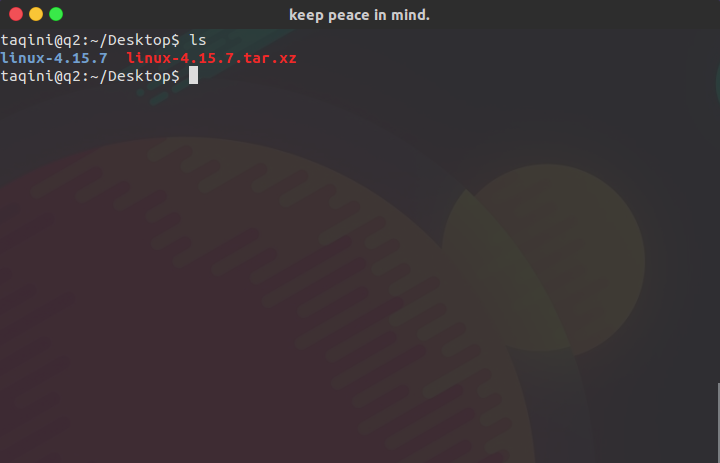 keep peace in mind.
taqini@q2:~/Desktop$ ls
linux-4.15.7  linux-4.15.7.tar.xz
taqini@q2:~/Desktop$